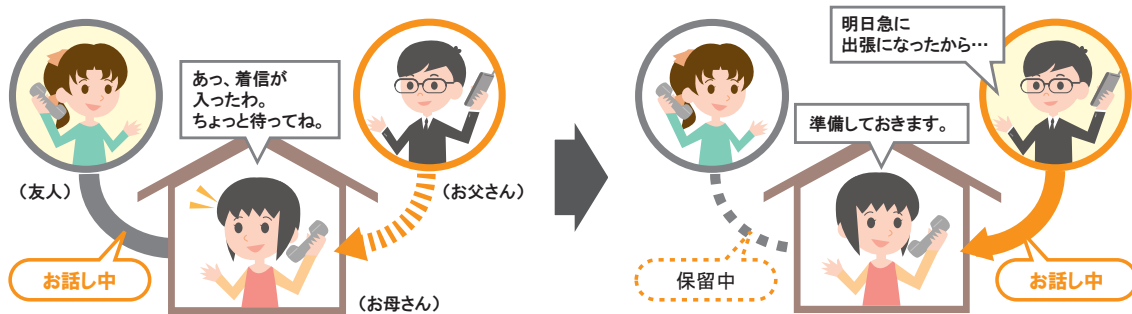 あっ、着信が
入ったわ。
ちょっと待ってね。
（友人）
（お父さん）
お話し中
（お母さん）
明日急に
出張になったから…
準備しておきます。
保留中
お話し中